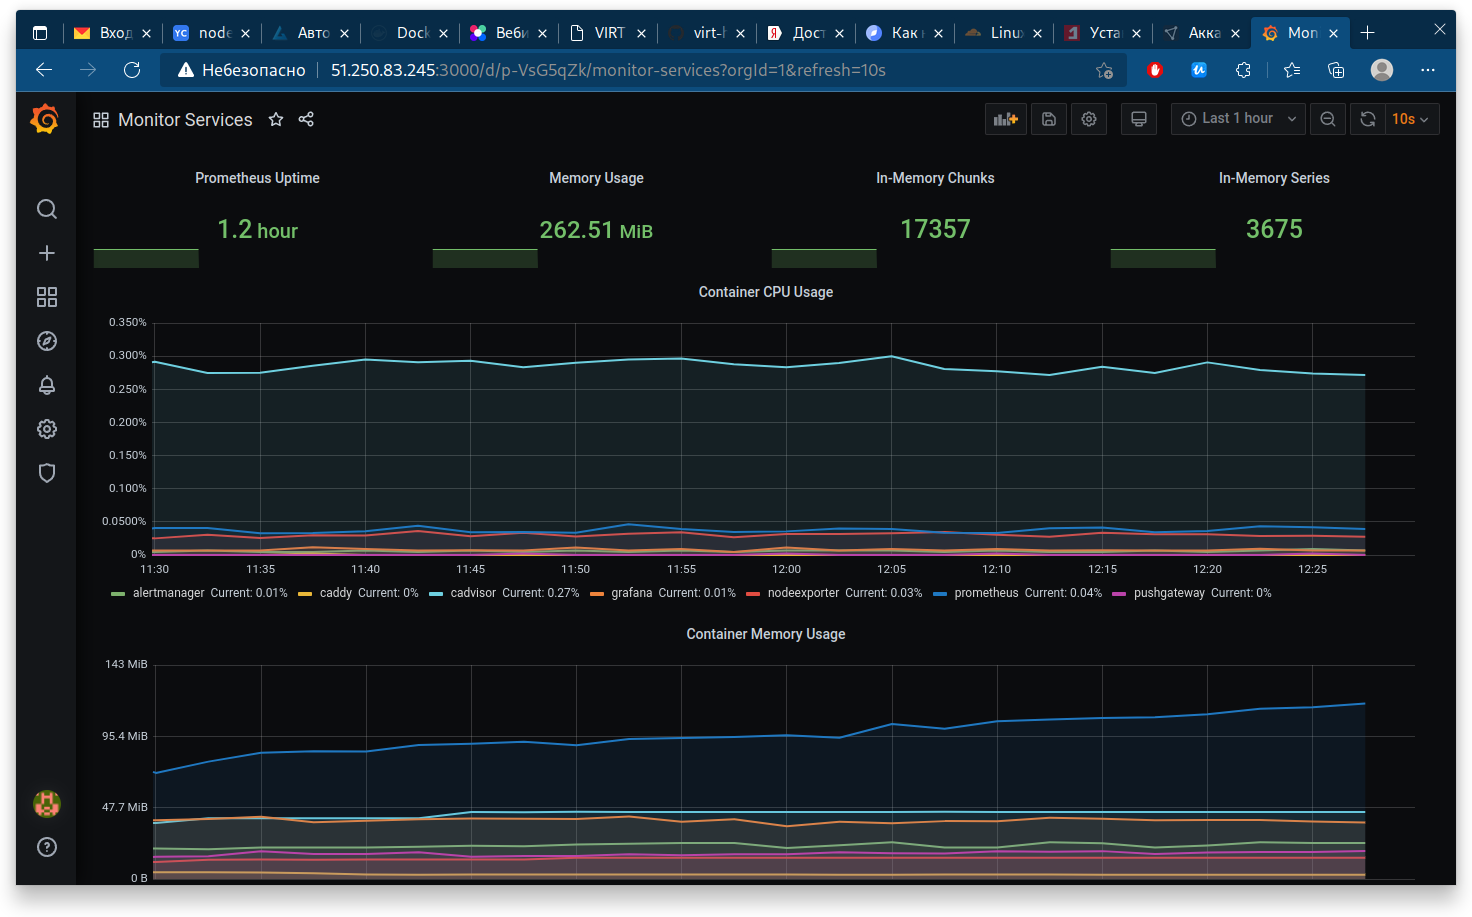 Вход
node
Авто
Dock
Веби
VIRT
virt-h
Дост
Как н
Linu
Уста
Акка
Mon
Небезопасно 51.250.83.245:3000/d/p-VsG5qZk/monitor-services?orgId=1&refresh=10s
Monitor Services
Last 1 hour
10s
Prometheus Uptime
Memory Usage
In-Memory Chunks
In-Memory Series
1.2 hour
262.51 MiB
17357
3675
Container CPU Usage
0.350%
0.300%
0.250%
0.200%
0.150%
0.100%
0.0500%
0%
11:30 11:35 11:40 11:45 11:50 11:55 12:00 12:05 12:10 12:15 12:20 12:25
alertmanager Current: 0.01% caddy Current: 0% cadvisor Current: 0.27% grafana Current: 0.01% nodeexporter Current: 0.03% prometheus Current: 0.04% pushgateway Current: 0%
Container Memory Usage
143 MiB
95.4 MiB
47.7 MiB
0 B